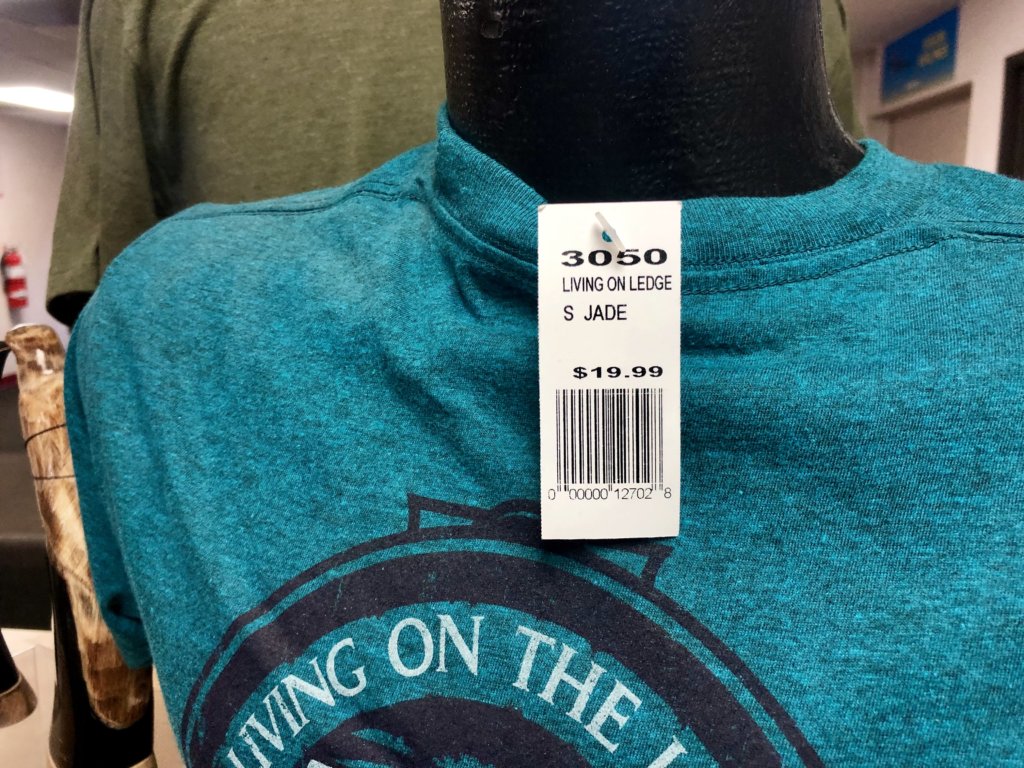 3050
LIVING ON LEDGE
S JADE
$19.99
0 00000 12702 8
LIVING ON THE